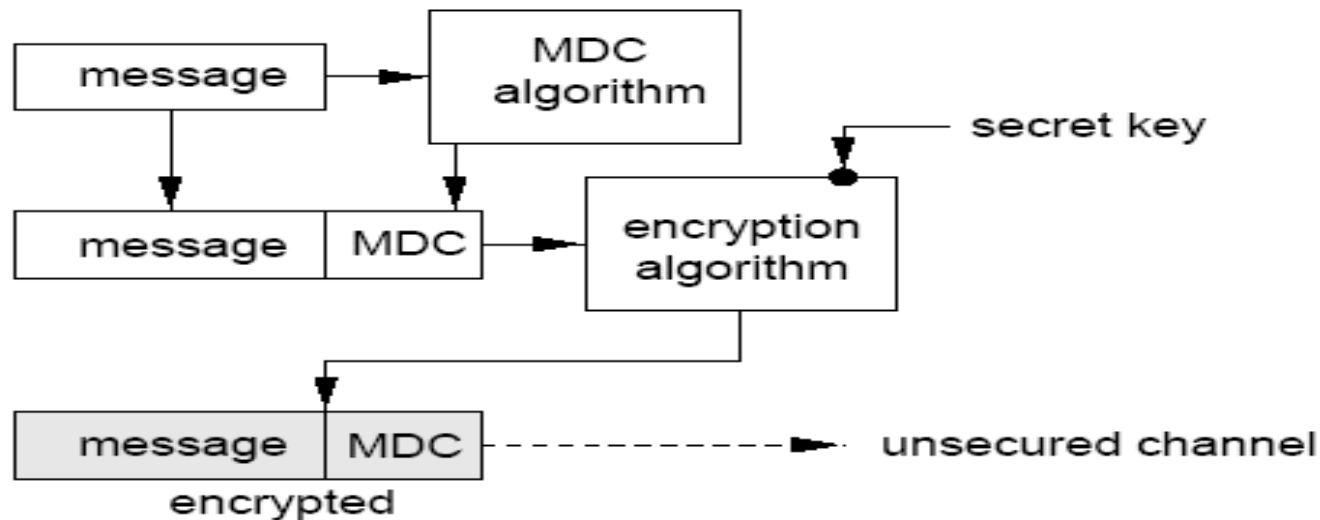 message
MDC
algorithm
secret key
message
MDC
encryption
algorithm
message
MDC
unsecured channel
encrypted